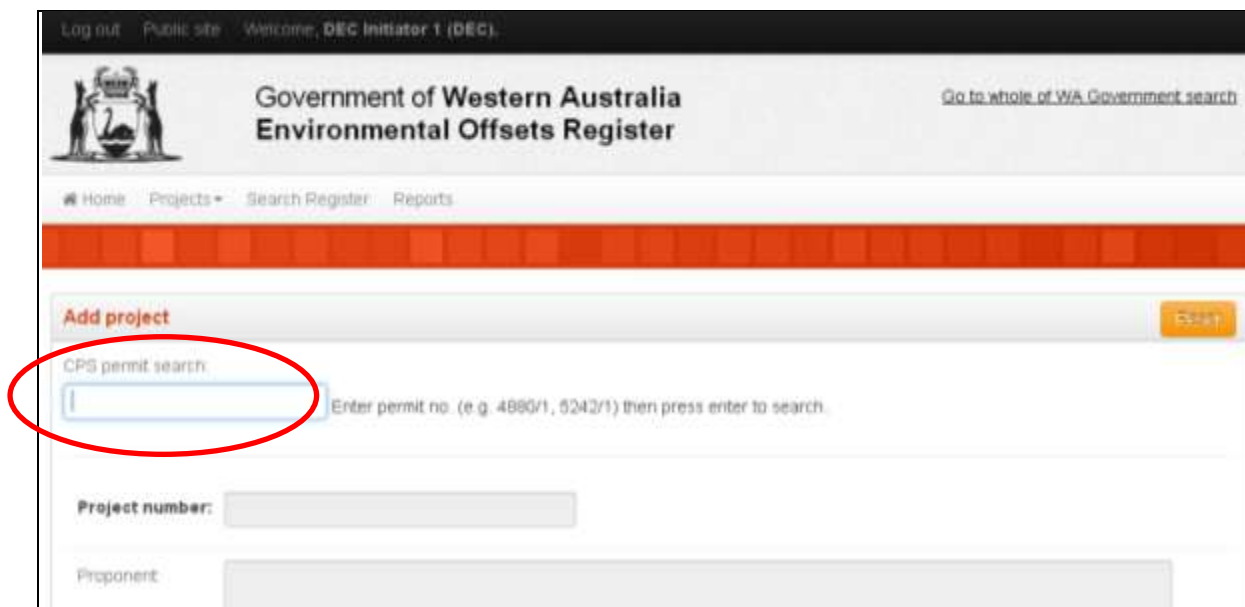 Log out Public site Welcome, DEC Initiator 1 (DEC).
Government of Western Australia
Environmental Offsets Register
Go to whole of WA Government search
Home Projects Search Register Reports
Add project
CPS permit search:
Enter permit no. (e.g. 4880/1, 5242/1) then press enter to search.
Project number:
Proponent